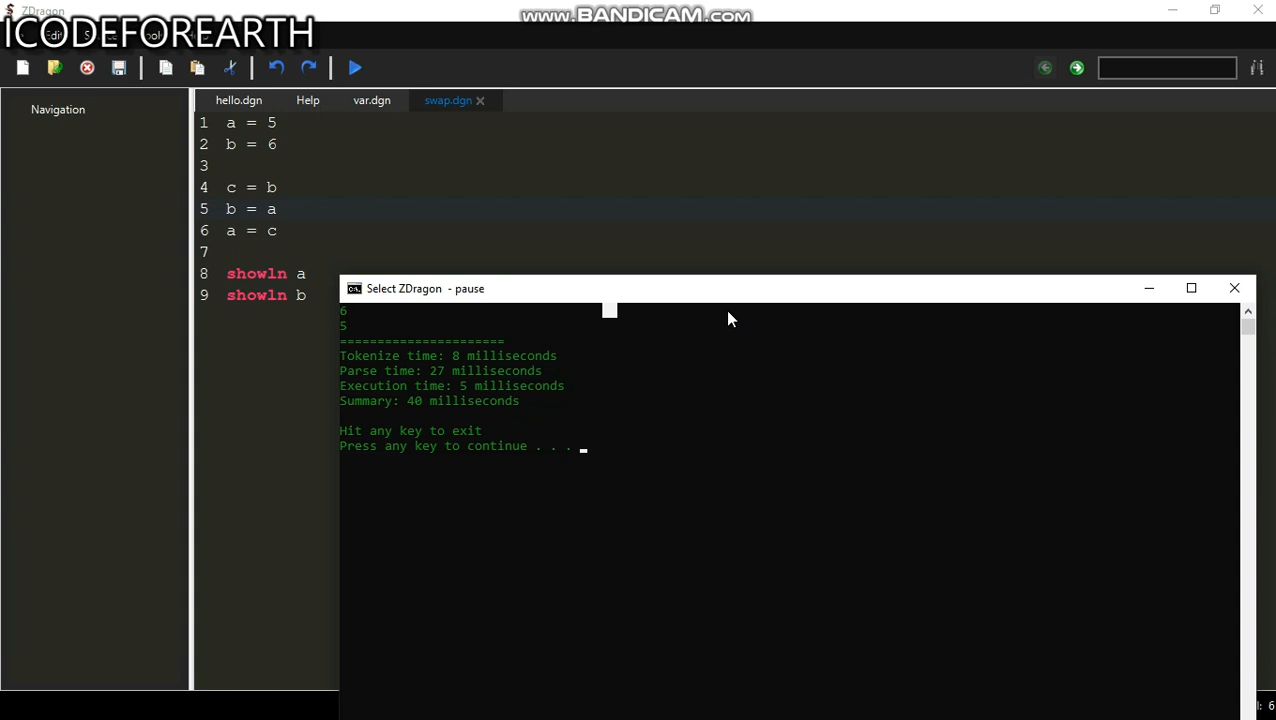 ZDragon
www.BANDICAM.com
ICODEFOREARTH
Navigation
hello.dgn
Help
var.dgn
swap.dgn
1 a = 5
2 b = 6
3
4 c = b
5 b = a
6 a = c
7
8 showln a
9 showln b
Select ZDragon - pause
6
5
======================
Tokenize time: 8 milliseconds
Parse time: 27 milliseconds
Execution time: 5 milliseconds
Summary: 40 milliseconds
Hit any key to exit
Press any key to continue . . .